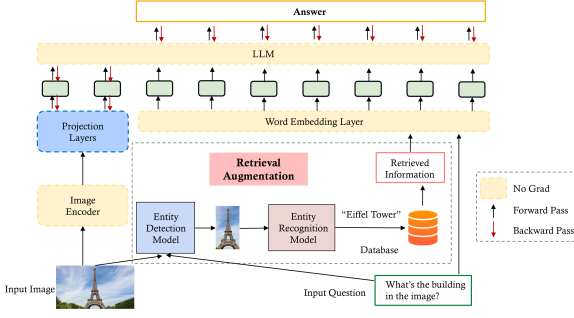 Answer
LLM
Projection
Layers
Word Embedding Layer
Retrieval
Augmentation
Retrieved
Information
Image
Encoder
Entity
Detection
Model
Entity
Recognition
Model
“Eiffel Tower”
Database
No Grad
Forward Pass
Backward Pass
Input Image
Input Question
What’s the building
in the image?